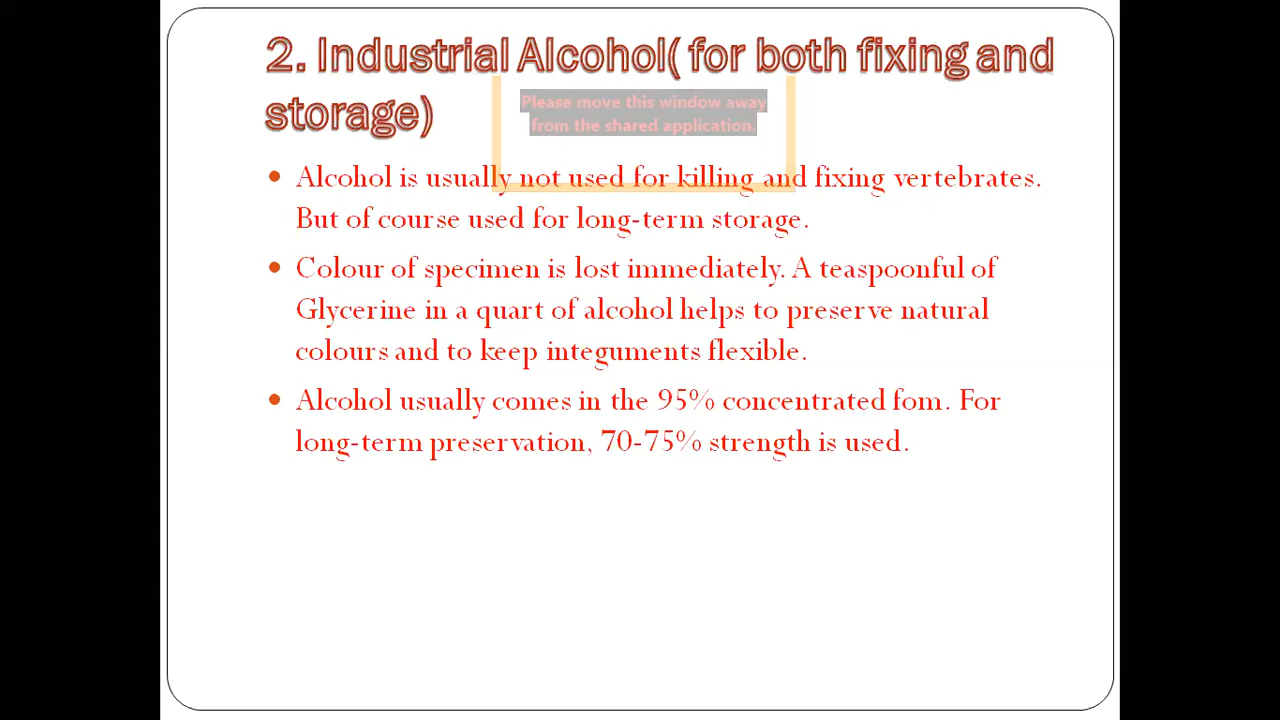 2. Industrial Alcohol( for both fixing and
storage)
Please move this window away
from the shared application.
• Alcohol is usually not used for killing and fixing vertebrates.
But of course used for long-term storage.
• Colour of specimen is lost immediately. A teaspoonful of
Glycerine in a quart of alcohol helps to preserve natural
colours and to keep integuments flexible.
• Alcohol usually comes in the 95% concentrated fom. For
long-term preservation, 70-75% strength is used.